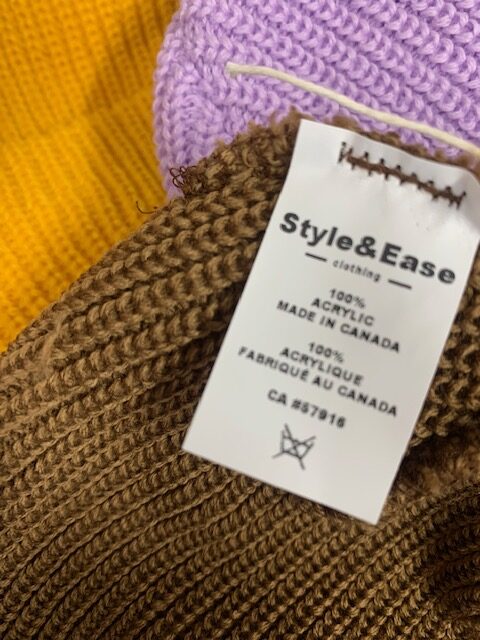 Style&Ease
clothing
100%
ACRYLIC
MADE IN CANADA
100%
ACRYLIQUE
FABRIQUÉ AU CANADA
CA #57916